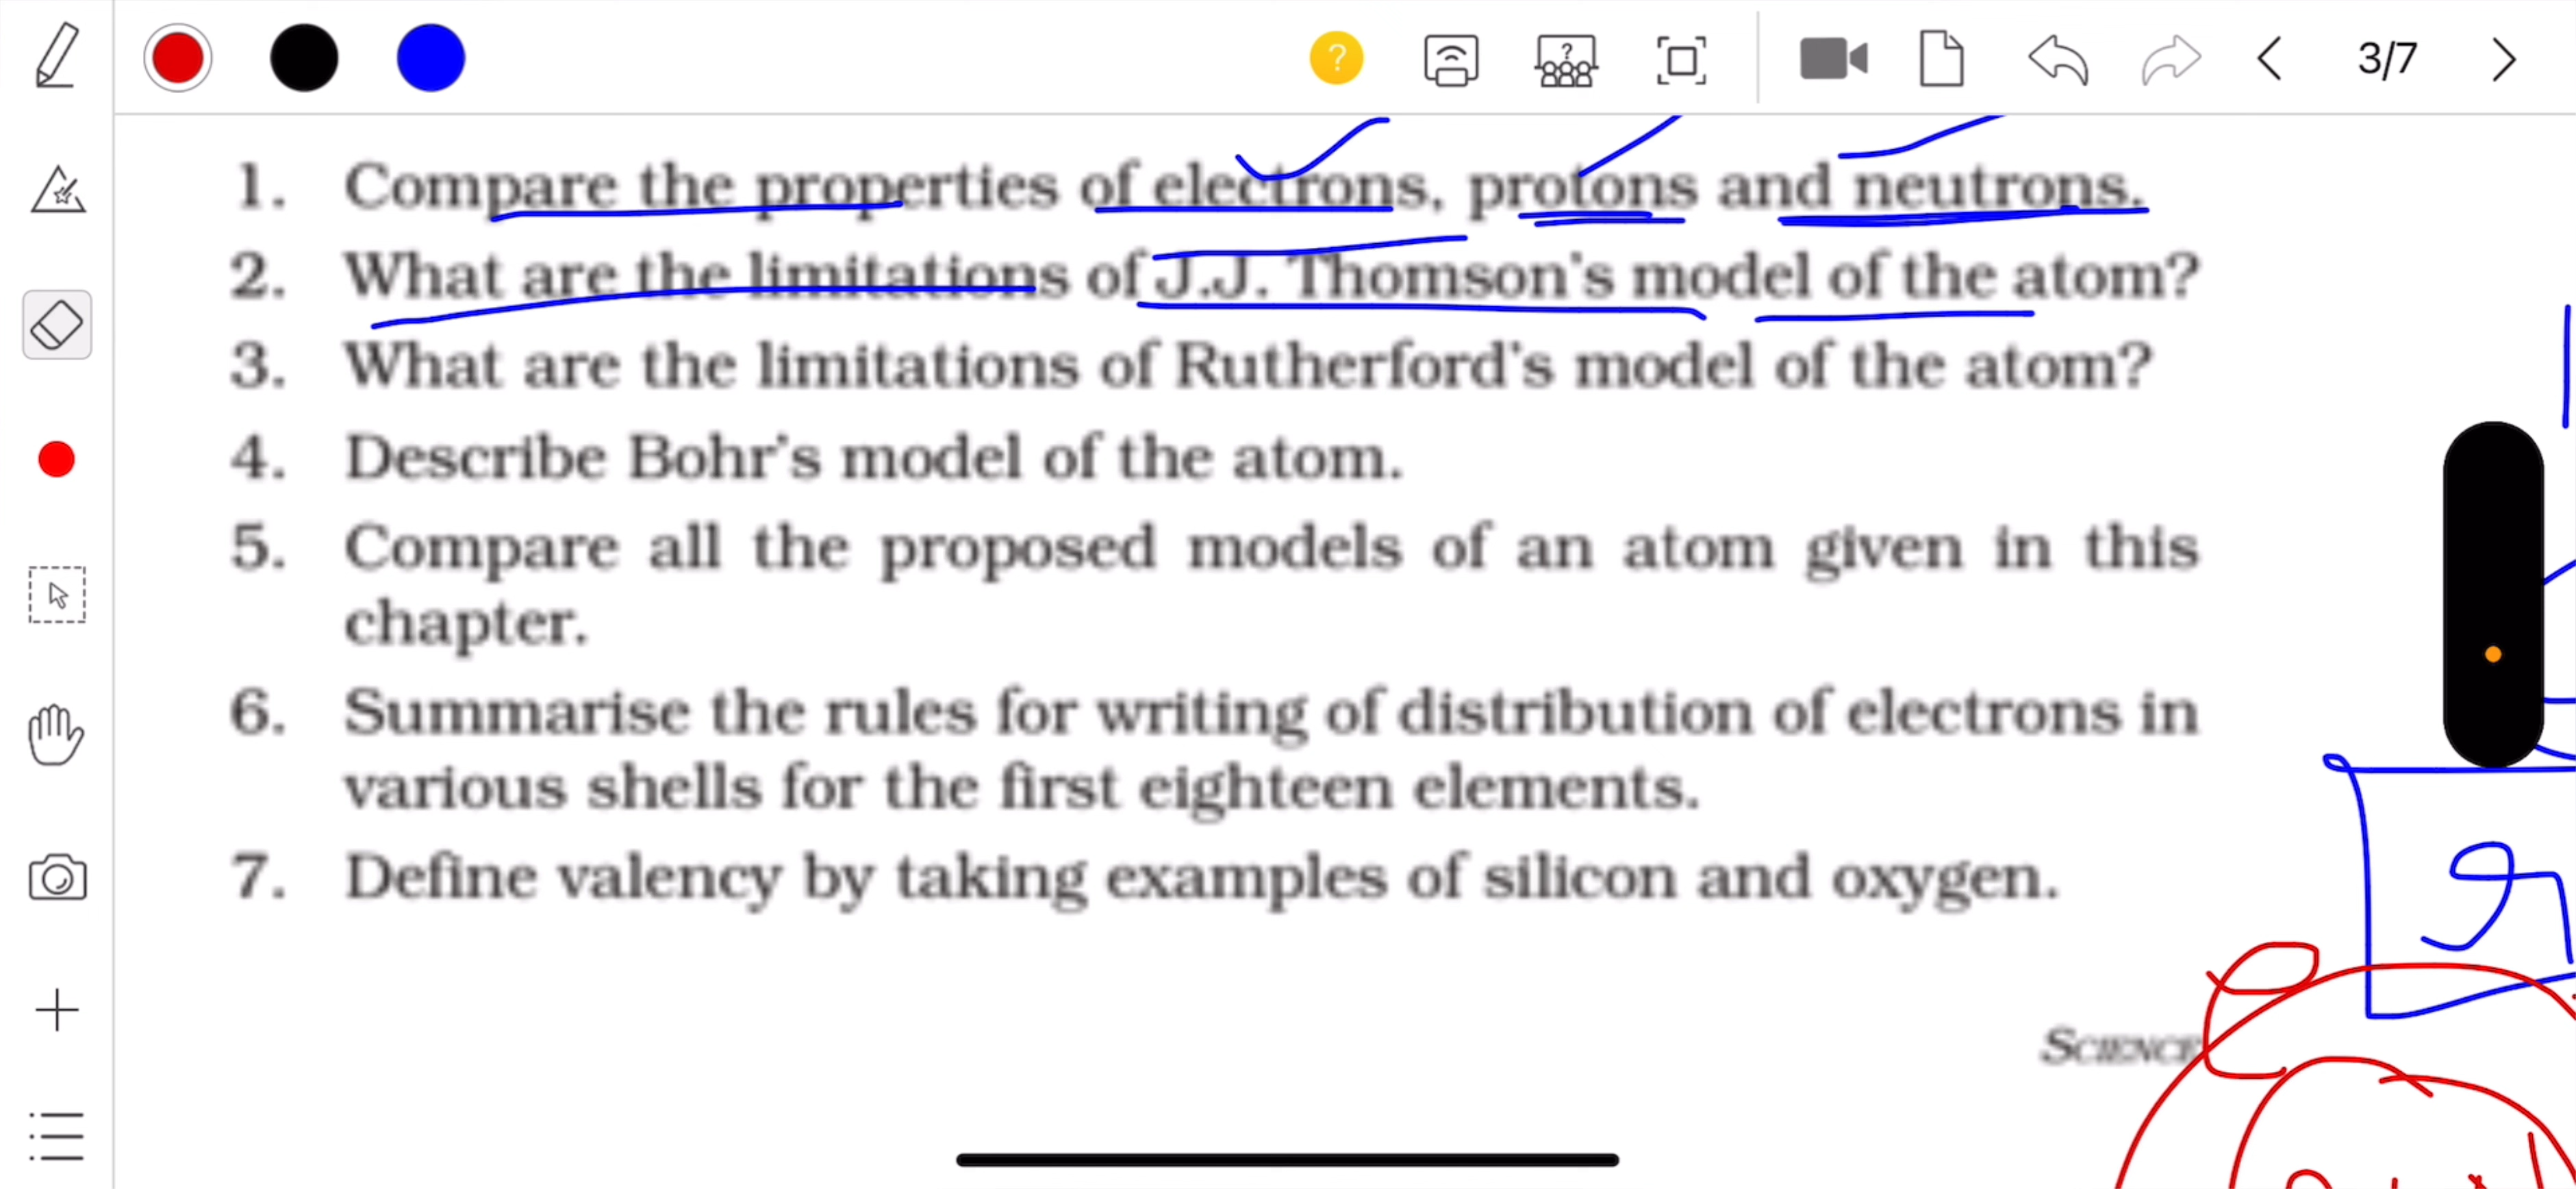 3/7
1. Compare the properties of electrons, protons and neutrons.
2. What are the limitations of J.J. Thomson's model of the atom?
3. What are the limitations of Rutherford's model of the atom?
4. Describe Bohr's model of the atom.
5. Compare all the proposed models of an atom given in this
chapter.
6. Summarise the rules for writing of distribution of electrons in
various shells for the first eighteen elements.
7. Define valency by taking examples of silicon and oxygen.
SCIENCE